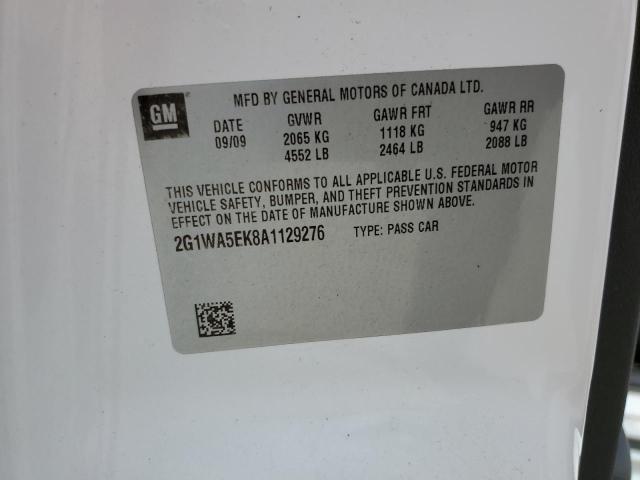 GM
MFD BY GENERAL MOTORS OF CANADA LTD.
DATE GVWR GAWR FRT GAWR RR
09/09 2065 KG 1118 KG 947 KG
4552 LB 2464 LB 2088 LB
THIS VEHICLE CONFORMS TO ALL APPLICABLE U.S. FEDERAL MOTOR
VEHICLE SAFETY, BUMPER, AND THEFT PREVENTION STANDARDS IN
EFFECT ON THE DATE OF MANUFACTURE SHOWN ABOVE.
2G1WA5EK8A1129276 TYPE: PASS CAR